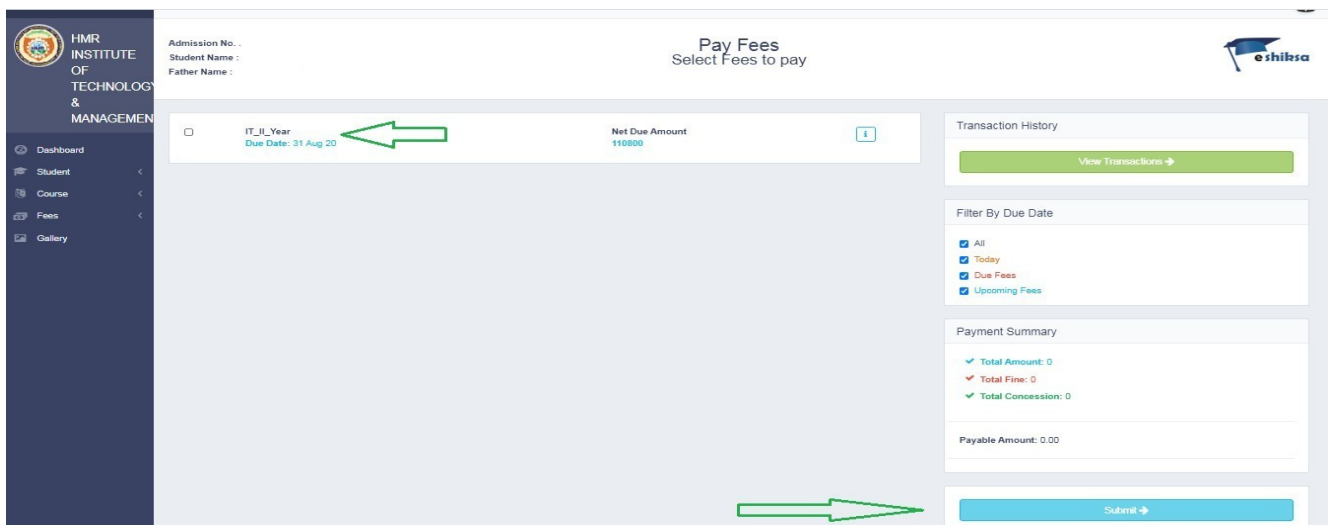 HMR
INSTITUTE
OF
TECHNOLOGY
&
MANAGEMEN
Dashboard
Student
Course
Fees
Gallery
Admission No. .
Student Name :
Father Name :
Pay Fees
Select Fees to pay
eshiksa
IT_II_Year
Due Date: 31 Aug 20
Net Due Amount
110800
i
Transaction History
View Transactions
Filter By Due Date
All
Today
Due Fees
Upcoming Fees
Payment Summary
Total Amount: 0
Total Fine: 0
Total Concession: 0
Payable Amount: 0.00
Submit